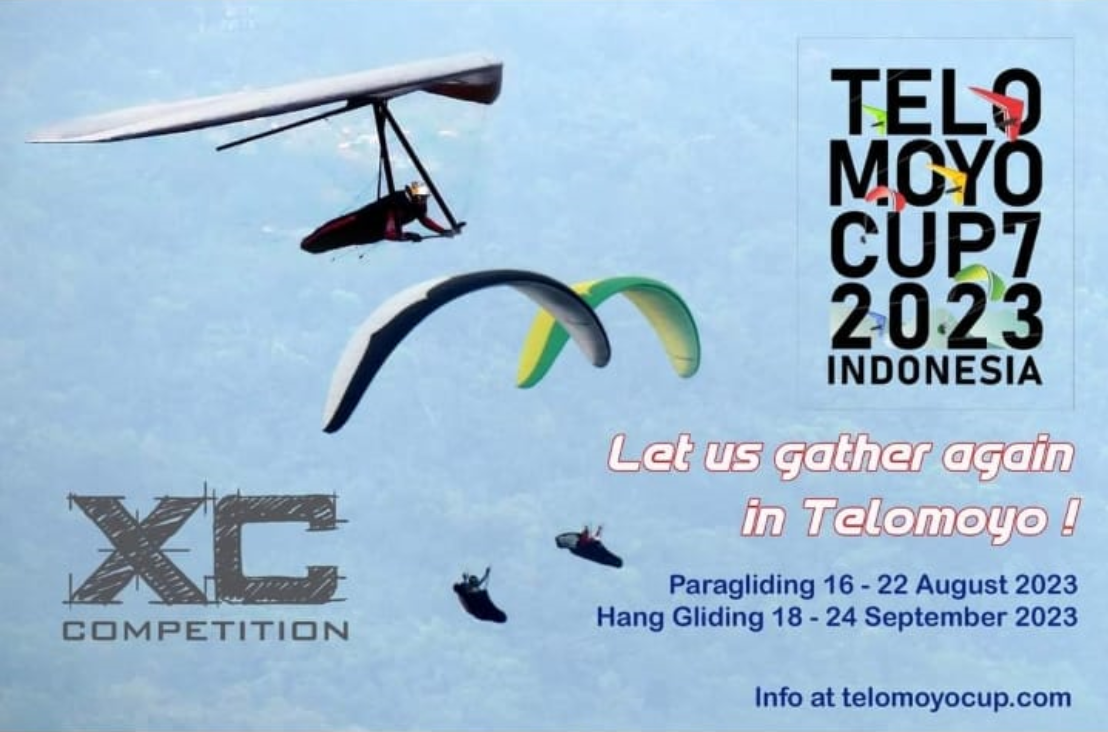 TELO
MOYO
CUP7
2023
INDONESIA
Let us gather again
in Telomoyo !
XC
COMPETITION
Paragliding 16 - 22 August 2023
Hang Gliding 18 - 24 September 2023
Info at telomoyocup.com